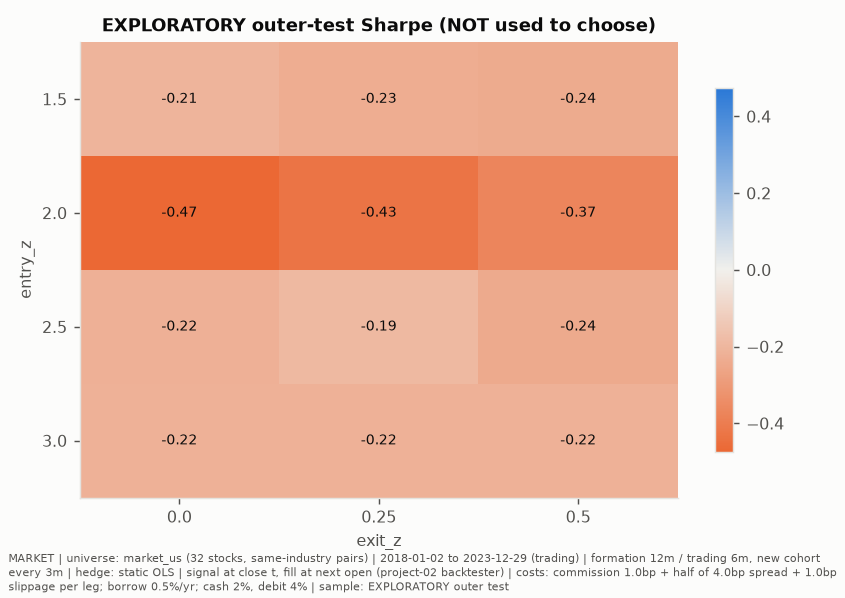 EXPLORATORY outer-test Sharpe (NOT used to choose)
1.5
-0.21 -0.23 -0.24
2.0
-0.47 -0.43 -0.37
2.5
-0.22 -0.19 -0.24
3.0
-0.22 -0.22 -0.22
entry_z
0.0 0.25 0.5
exit_z
0.4
0.2
0.0
−0.2
−0.4
MARKET | universe: market_us (32 stocks, same-industry pairs) | 2018-01-02 to 2023-12-29 (trading) | formation 12m / trading 6m, new cohort
every 3m | hedge: static OLS | signal at close t, fill at next open (project-02 backtester) | costs: commission 1.0bp + half of 4.0bp spread + 1.0bp
slippage per leg; borrow 0.5%/yr; cash 2%, debit 4% | sample: EXPLORATORY outer test